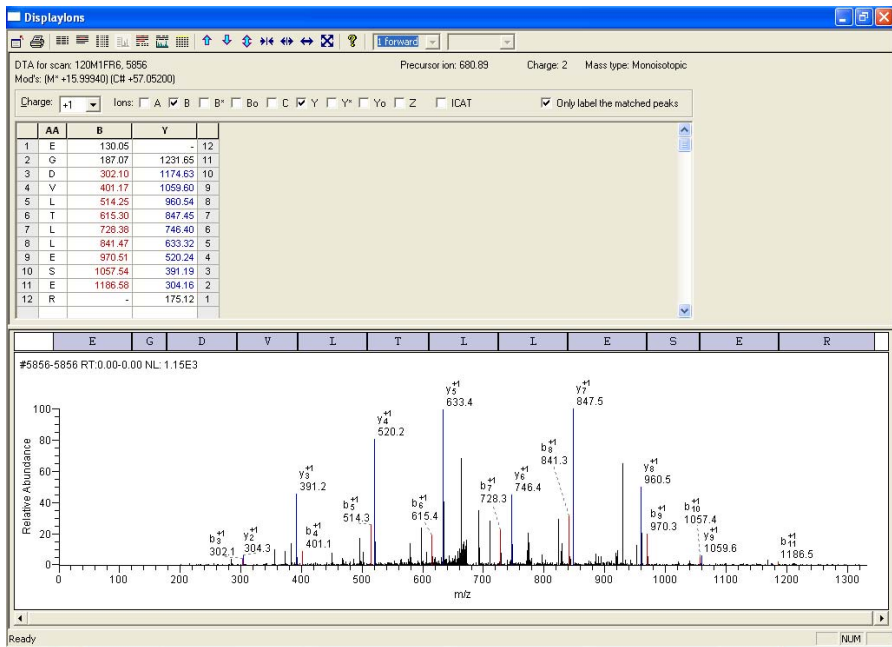 DisplayIons
1 forward
DTA for scan: 120M1FR6, 5856 Precursor ion: 680.89 Charge: 2 Mass type: Monoisotopic
Mod's: (M* +15.99940) (C# +57.05200)
Charge: +1 Ions: A B B* Bo C Y Y* Yo Z ICAT Only label the matched peaks
AA B Y
1 E 130.05 - 12
2 G 187.07 1231.65 11
3 D 302.10 1174.63 10
4 V 401.17 1059.60 9
5 L 514.25 960.54 8
6 T 615.30 847.45 7
7 L 728.38 746.40 6
8 L 841.47 633.32 5
9 E 970.51 520.24 4
10 S 1057.54 391.19 3
11 E 1186.58 304.16 2
12 R - 175.12 1
E G D V L T L L E S E R
#5856-5856 RT:0.00-0.00 NL: 1.15E3
Relative Abundance
100
80
60
40
20
0
b3+1
302.1
y2+1
304.3
y3+1
391.2
b4+1
401.1
b5+1
514.3
y4+1
520.2
b6+1
615.4
y5+1
633.4
b7+1
728.3
y6+1
746.4
b8+1
841.3
y7+1
847.5
y8+1
960.5
b9+1
970.3
b10+1
1057.4
y9+1
1059.6
b11+1
1186.5
0 100 200 300 400 500 600 700 800 900 1000 1100 1200 1300
m/z
Ready NUM